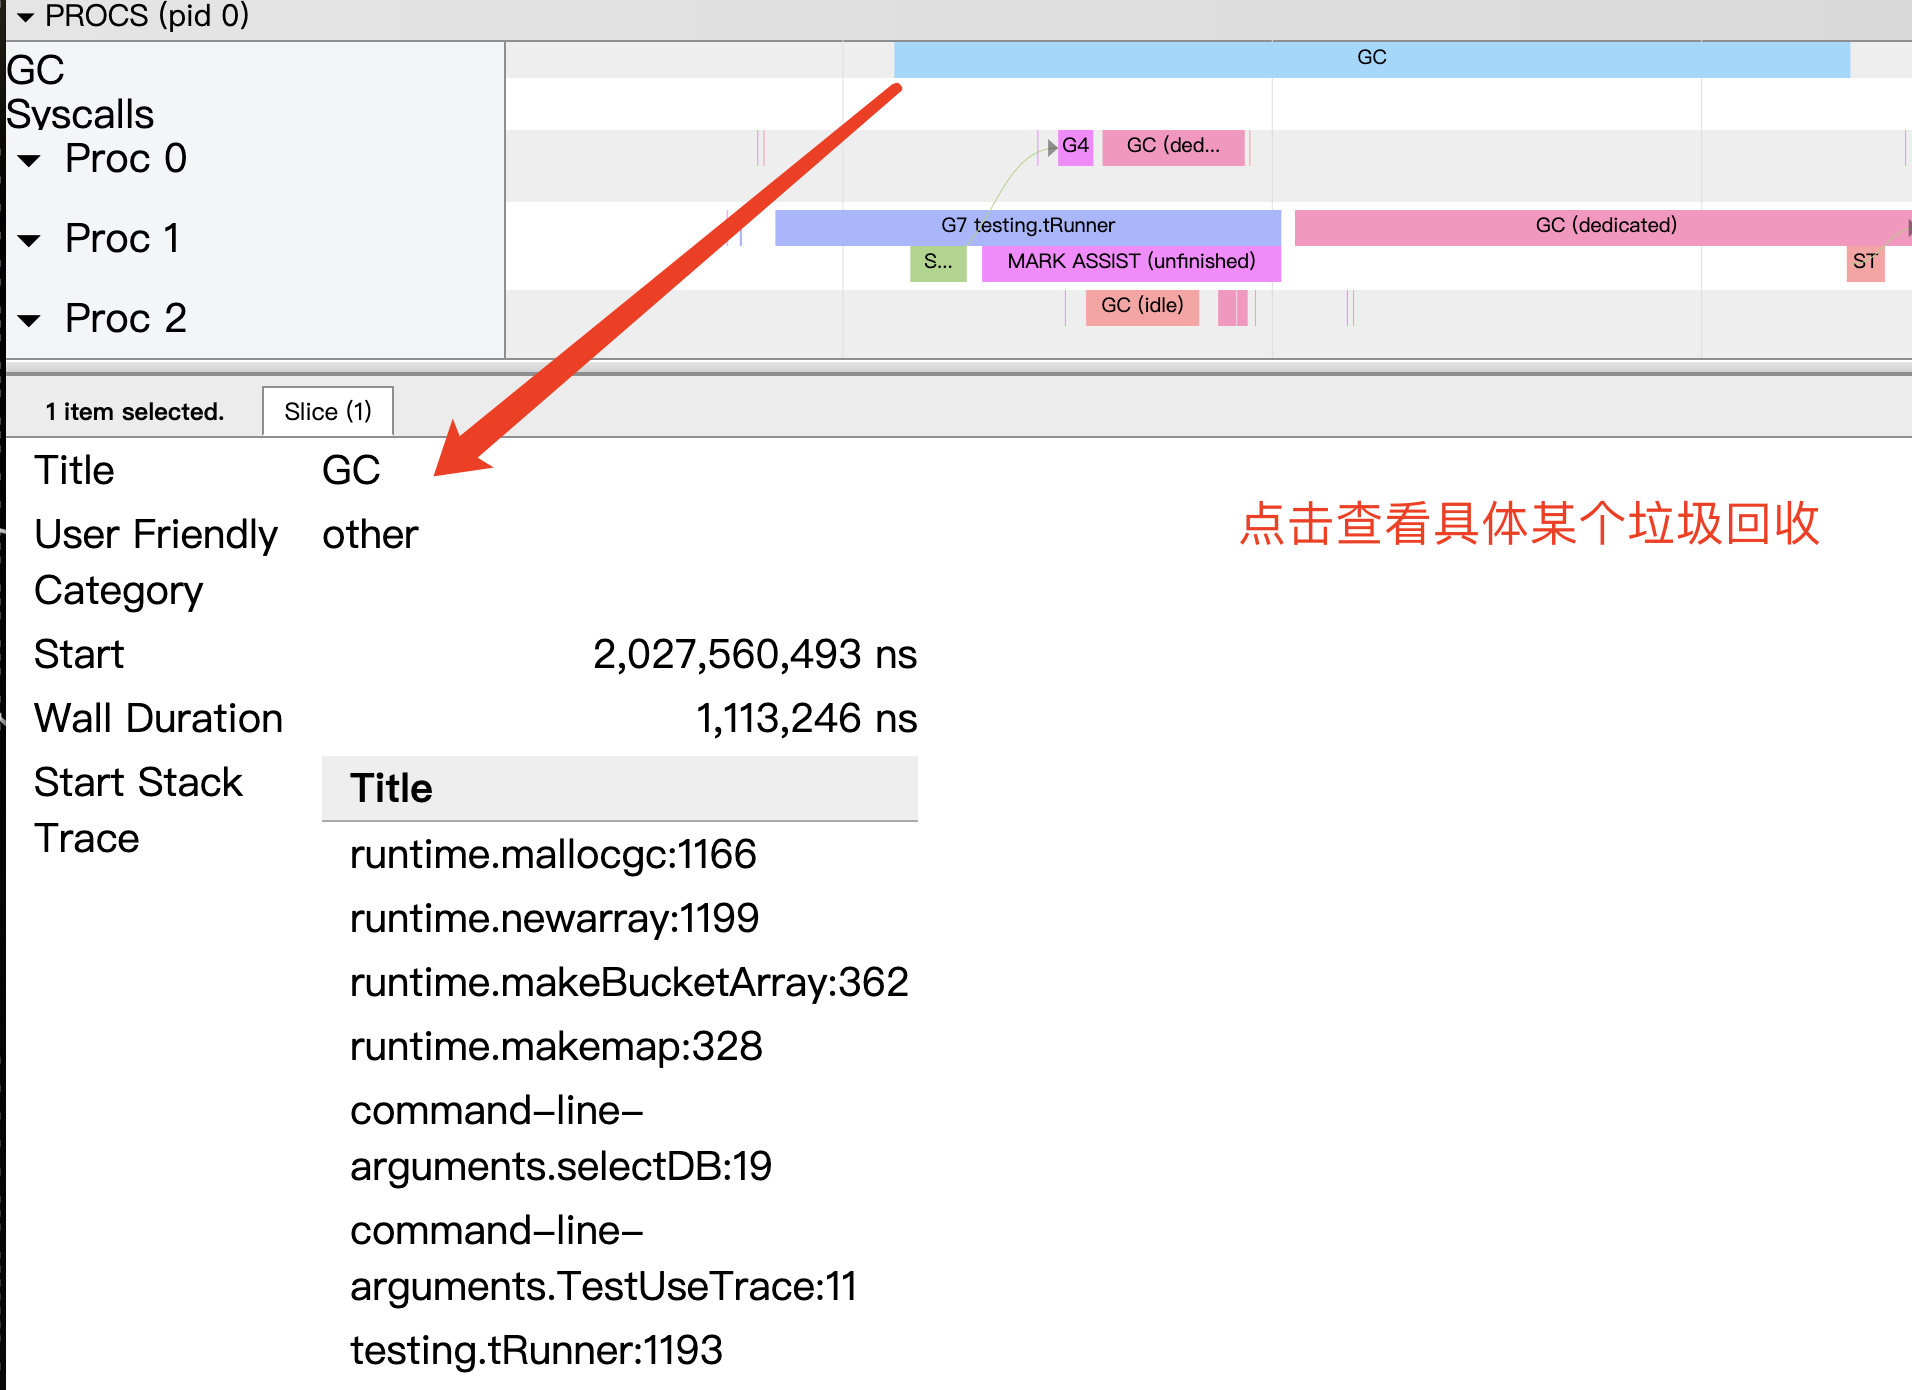 PROCS (pid 0)
GC
GC
Syscalls
Proc 0
G4
GC (ded...
Proc 1
G7 testing.tRunner
GC (dedicated)
S...
MARK ASSIST (unfinished)
ST
Proc 2
GC (idle)
1 item selected.
Slice (1)
Title
GC
点击查看具体某个垃圾回收
User Friendly
Category
other
Start
2,027,560,493 ns
Wall Duration
1,113,246 ns
Start Stack
Trace
Title
runtime.mallocgc:1166
runtime.newarray:1199
runtime.makeBucketArray:362
runtime.makemap:328
command-line-
arguments.selectDB:19
command-line-
arguments.TestUseTrace:11
testing.tRunner:1193